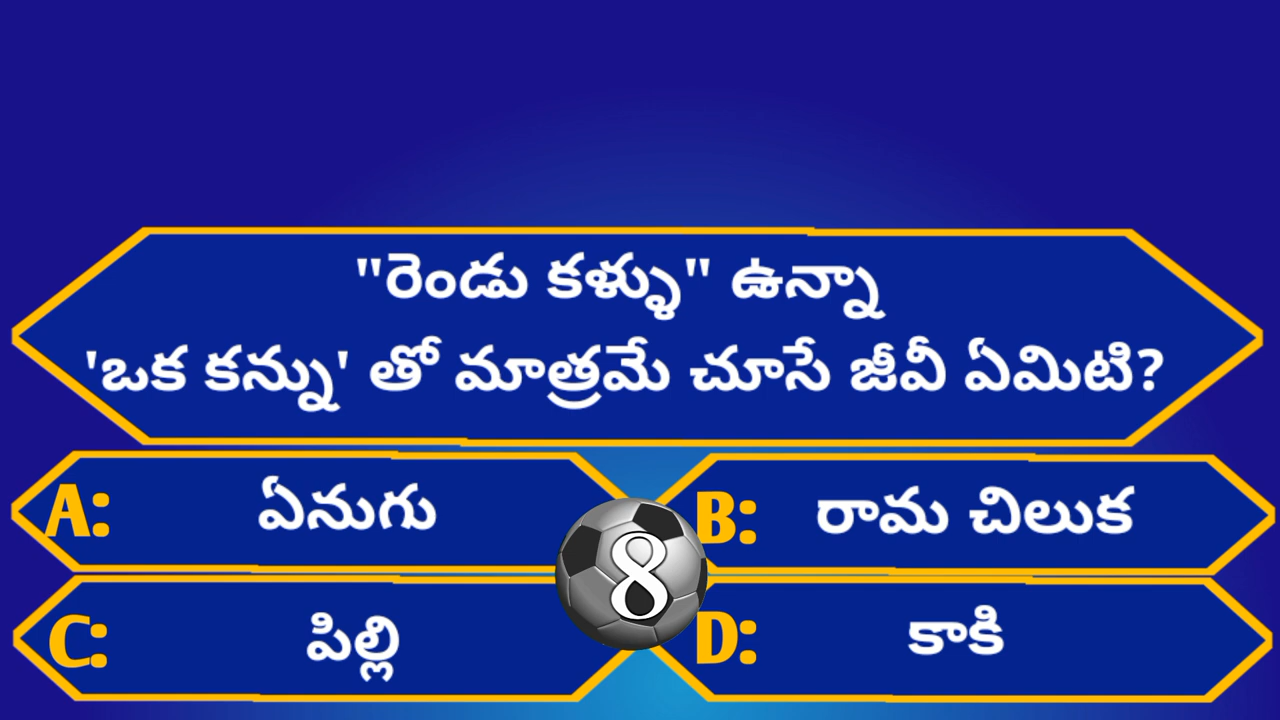 "రెండు కళ్ళు" ఉన్నా
'ఒక కన్ను' తో మాత్రమే చూసే జీవీ ఏమిటి?
A: ఏనుగు
B: రామ చిలుక
8
C: పిల్లి
D: కాకి